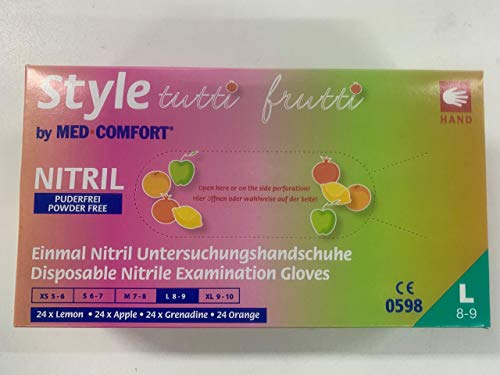 Style tutti frutti
by MED·COMFORT®
HAND
NITRIL
PUDERFREI
POWDER FREE
Open here or on the side perforation!
Hier öffnen oder wahlweise auf der Seite!
Einmal Nitril Untersuchungshandschuhe
Disposable Nitrile Examination Gloves
XS 5-6 S 6-7 M 7-8 L 8-9 XL 9-10
24 x Lemon • 24 x Apple • 24 x Grenadine • 24 Orange
CE
0598
L
8-9